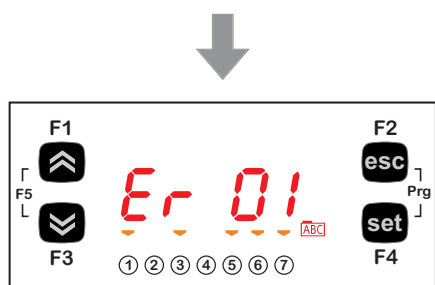 F1 F2
esc
F5 Er 01 Prg
ABC set
F3 F4
① ② ③ ④ ⑤ ⑥ ⑦